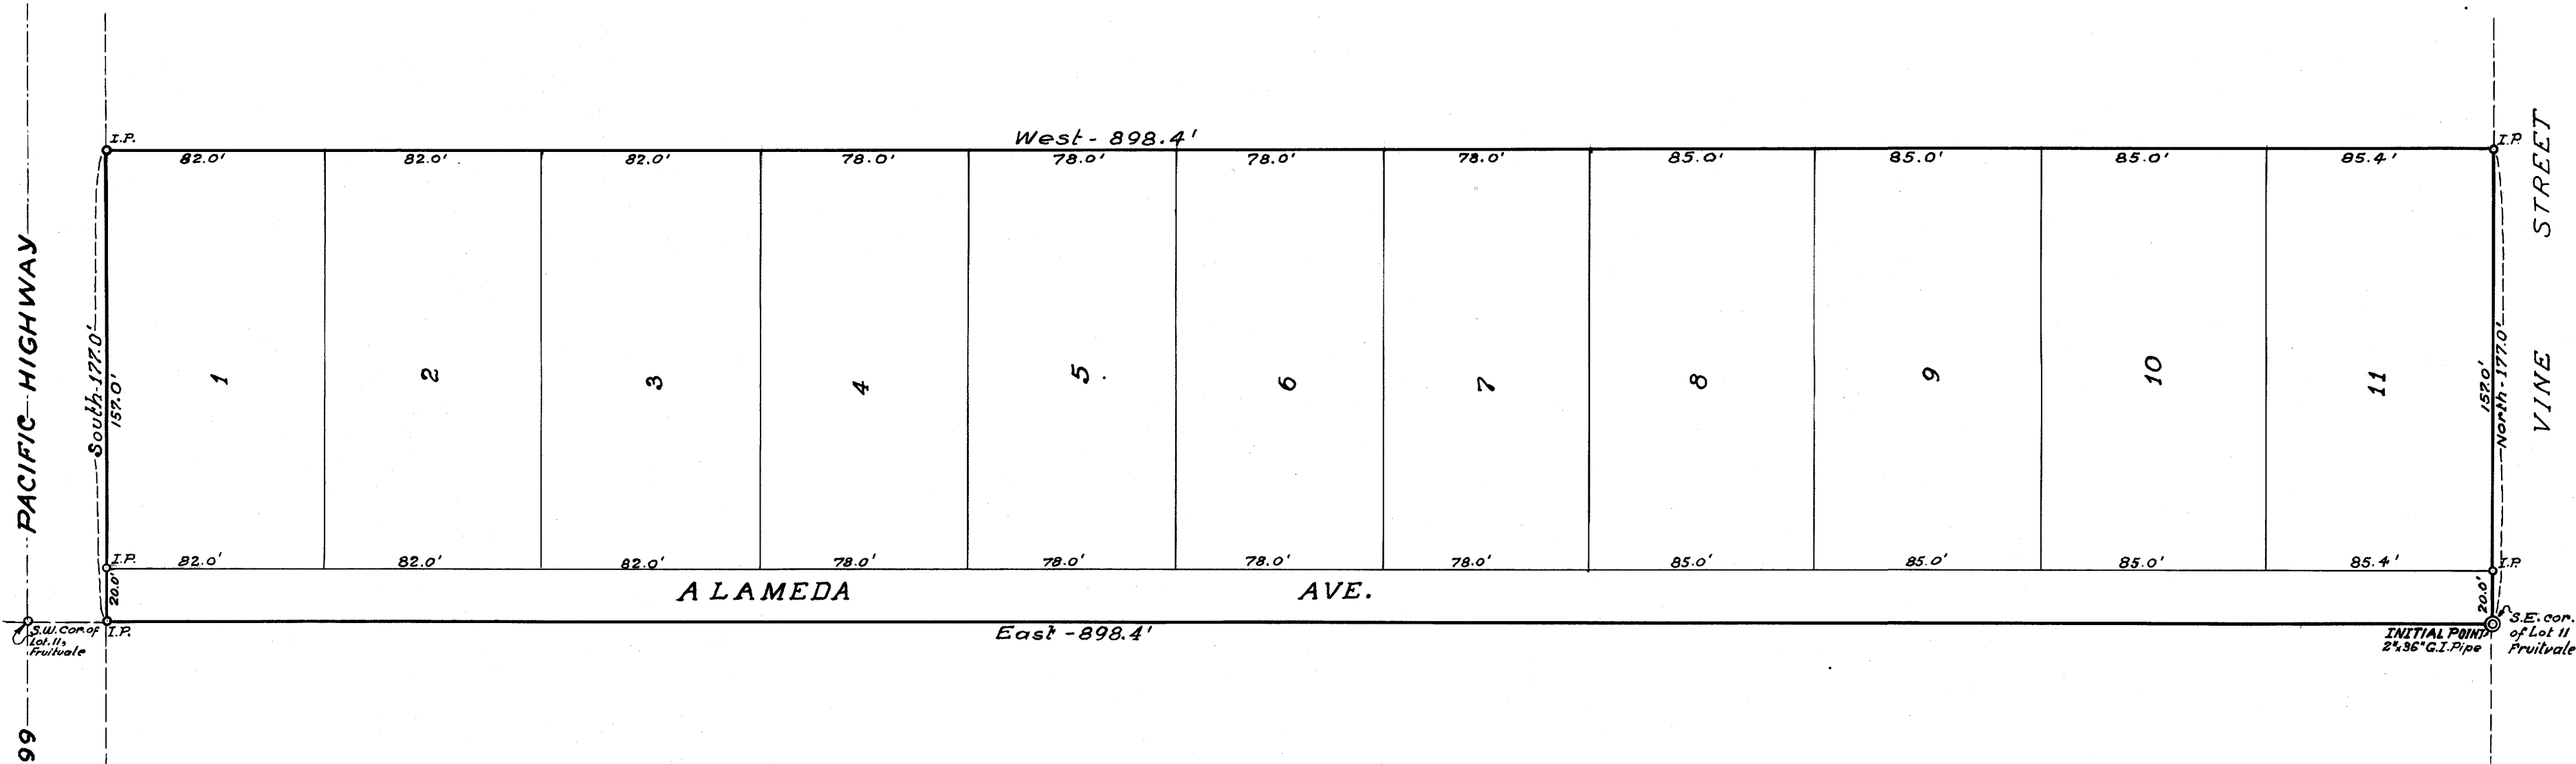 West - 898.4'
I.P.
82.0'
82.0'
82.0'
78.0'
78.0'
78.0'
78.0'
85.0'
85.0'
85.0'
85.4'
I.P.
PACIFIC HIGHWAY
99
South - 177.0'
157.0'
1
2
3
4
5
6
7
8
9
10
11
157.0'
North - 177.0'
VINE STREET
I.P.
82.0'
82.0'
82.0'
78.0'
78.0'
78.0'
78.0'
85.0'
85.0'
85.0'
85.4'
I.P.
20.0'
ALAMEDA AVE.
20.0'
S.W. cor. of
Lot. 11,
Fruitvale
I.P.
East - 898.4'
INITIAL POINT
2"x36" G.I. Pipe
S.E. cor.
of Lot 11
Fruitvale